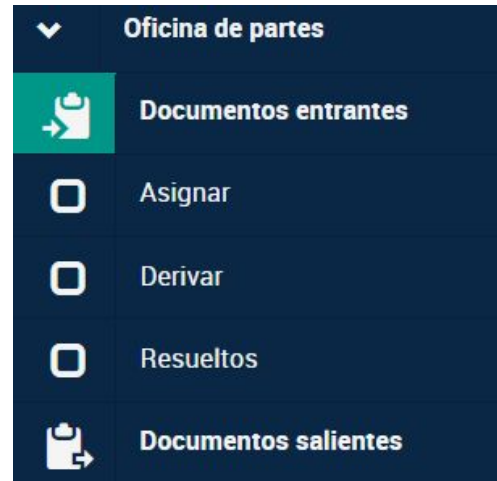 Oficina de partes
Documentos entrantes
Asignar
Derivar
Resueltos
Documentos salientes